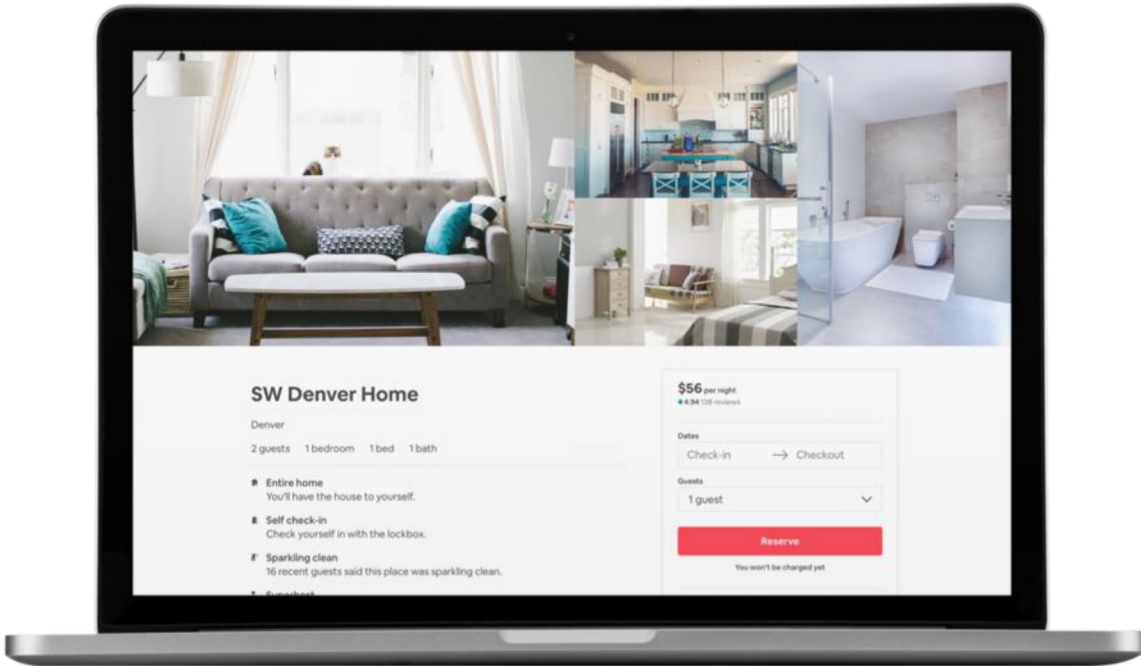 SW Denver Home
Denver
2 guests 1 bedroom 1 bed 1 bath
Entire home
You'll have the house to yourself.
Self check-in
Check yourself in with the lockbox.
Sparkling clean
16 recent guests said this place was sparkling clean.
Superhost
$56 per night
4.94 138 reviews
Dates
Check-in → Checkout
Guests
1 guest
Reserve
You won't be charged yet